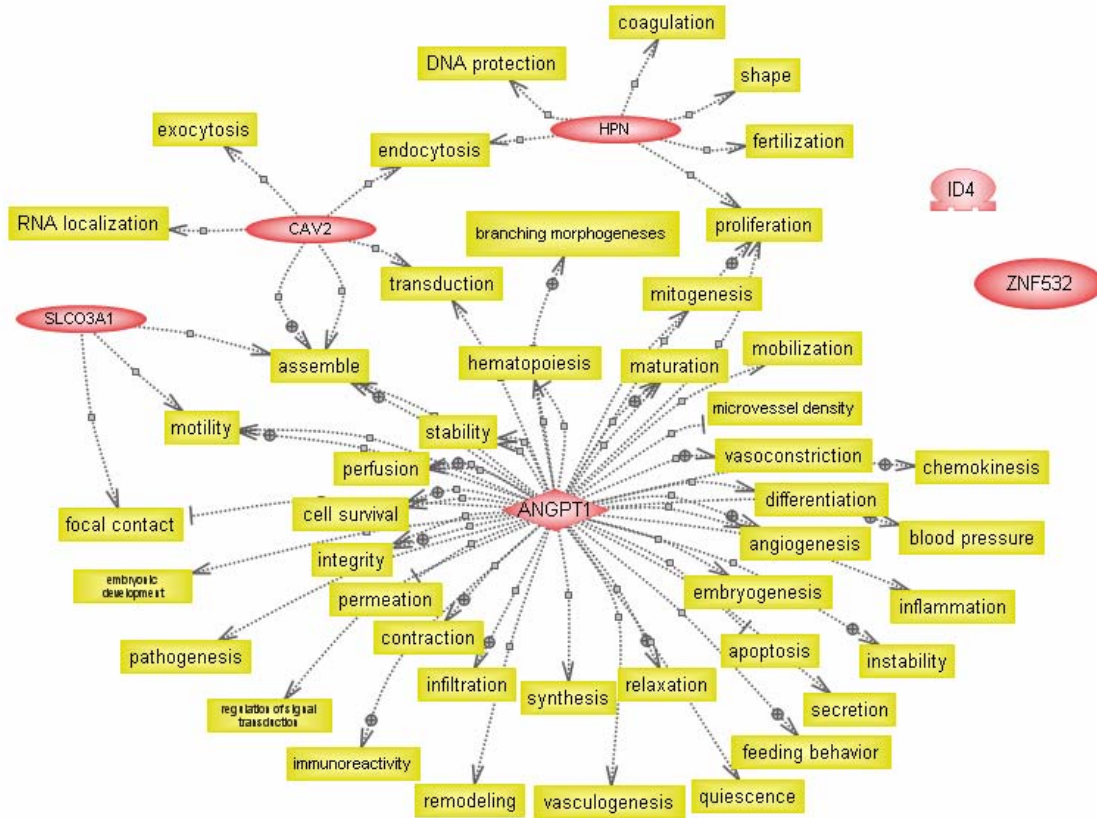 coagulation
DNA protection
shape
exocytosis
HPN
endocytosis
fertilization
ID4
RNA localization
CAV2
branching morphogeneses
proliferation
transduction
mitogenesis
ZNF532
SLCO3A1
assemble
hematopoiesis
maturation
mobilization
microvessel density
motility
stability
perfusion
vasoconstriction
chemokinesis
cell survival
ANGPT1
differentiation
focal contact
integrity
angiogenesis
blood pressure
embryonic
development
permeation
embryogenesis
inflammation
contraction
pathogenesis
apoptosis
instability
infiltration
synthesis
relaxation
regulation of signal
transduction
secretion
immunoreactivity
feeding behavior
remodeling
vasculogenesis
quiescence